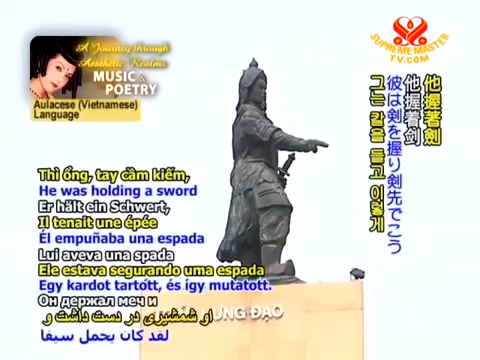 A Journey through
Aesthetic Realms
MUSIC &
POETRY
Aulacese (Vietnamese)
Language
SUPREME MASTER
TV.COM
他握著劍
他握着剑
彼は剣を握り剣先でこう
그는 칼을 들고 이렇게
Thì ổng, tay cầm kiếm,
He was holding a sword
Er hält ein Schwert,
Il tenait une épée
Él empuñaba una espada
Lui aveva una spada
Ele estava segurando uma espada
Egy kardot tartott, és így mutatott.
Он держал меч и
او شمشیری در دست داشت و
لقد كان يحمل سيفا
ĐẠO